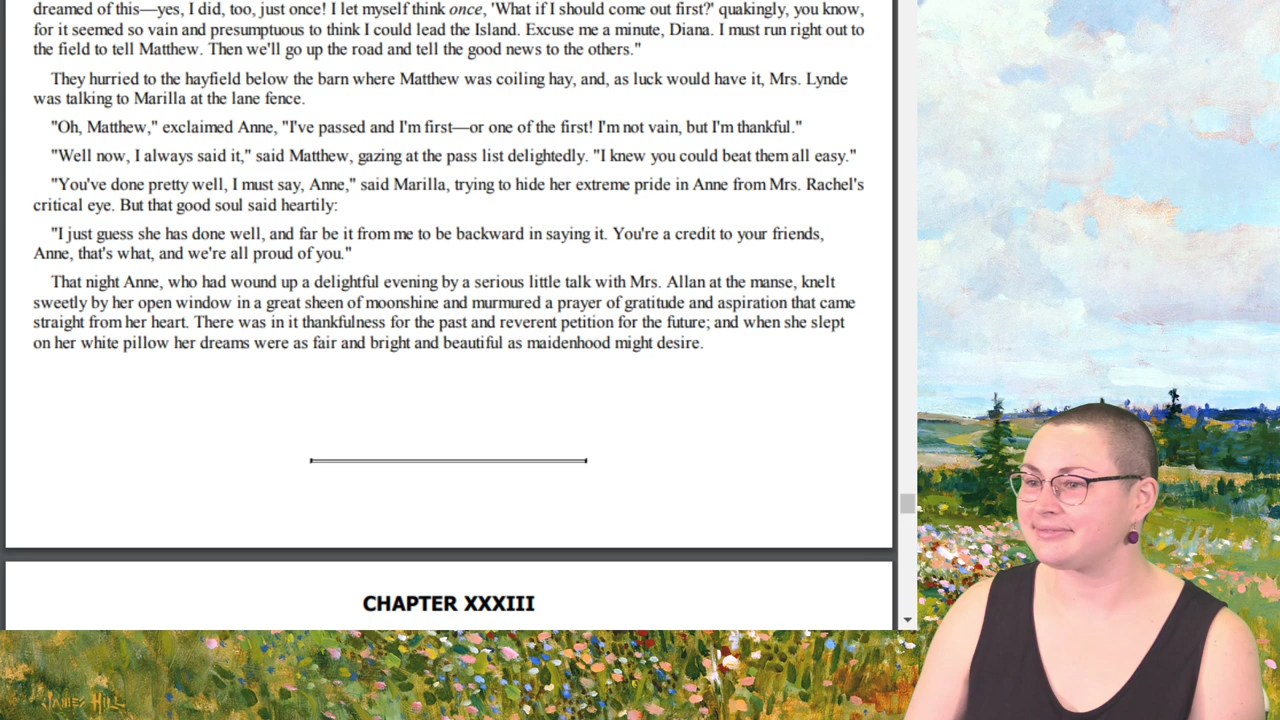 dreamed of this—yes, I did, too, just once! I let myself think once, 'What if I should come out first?' quakingly, you know,
for it seemed so vain and presumptuous to think I could lead the Island. Excuse me a minute, Diana. I must run right out to
the field to tell Matthew. Then we'll go up the road and tell the good news to the others."
They hurried to the hayfield below the barn where Matthew was coiling hay, and, as luck would have it, Mrs. Lynde
was talking to Marilla at the lane fence.
"Oh, Matthew," exclaimed Anne, "I've passed and I'm first—or one of the first! I'm not vain, but I'm thankful."
"Well now, I always said it," said Matthew, gazing at the pass list delightedly. "I knew you could beat them all easy."
"You've done pretty well, I must say, Anne," said Marilla, trying to hide her extreme pride in Anne from Mrs. Rachel's
critical eye. But that good soul said heartily:
"I just guess she has done well, and far be it from me to be backward in saying it. You're a credit to your friends,
Anne, that's what, and we're all proud of you."
That night Anne, who had wound up a delightful evening by a serious little talk with Mrs. Allan at the manse, knelt
sweetly by her open window in a great sheen of moonshine and murmured a prayer of gratitude and aspiration that came
straight from her heart. There was in it thankfulness for the past and reverent petition for the future; and when she slept
on her white pillow her dreams were as fair and bright and beautiful as maidenhood might desire.
CHAPTER XXXIII
JAMES HILL